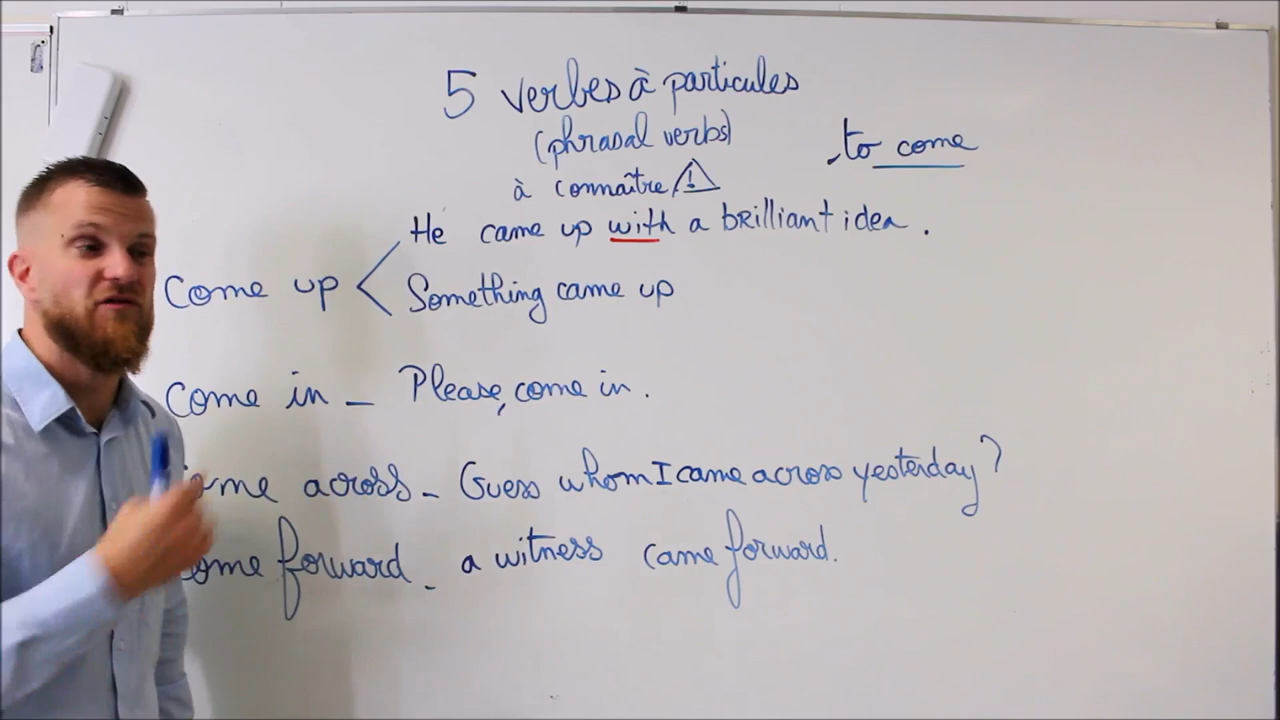 5 verbes à particules
(phrasal verbs)
to come
à connaître !
He came up with a brilliant idea.
Come up
Something came up
Come in - Please, come in.
ome across - Guess whom I came across yesterday?
ome forward - a witness came forward.